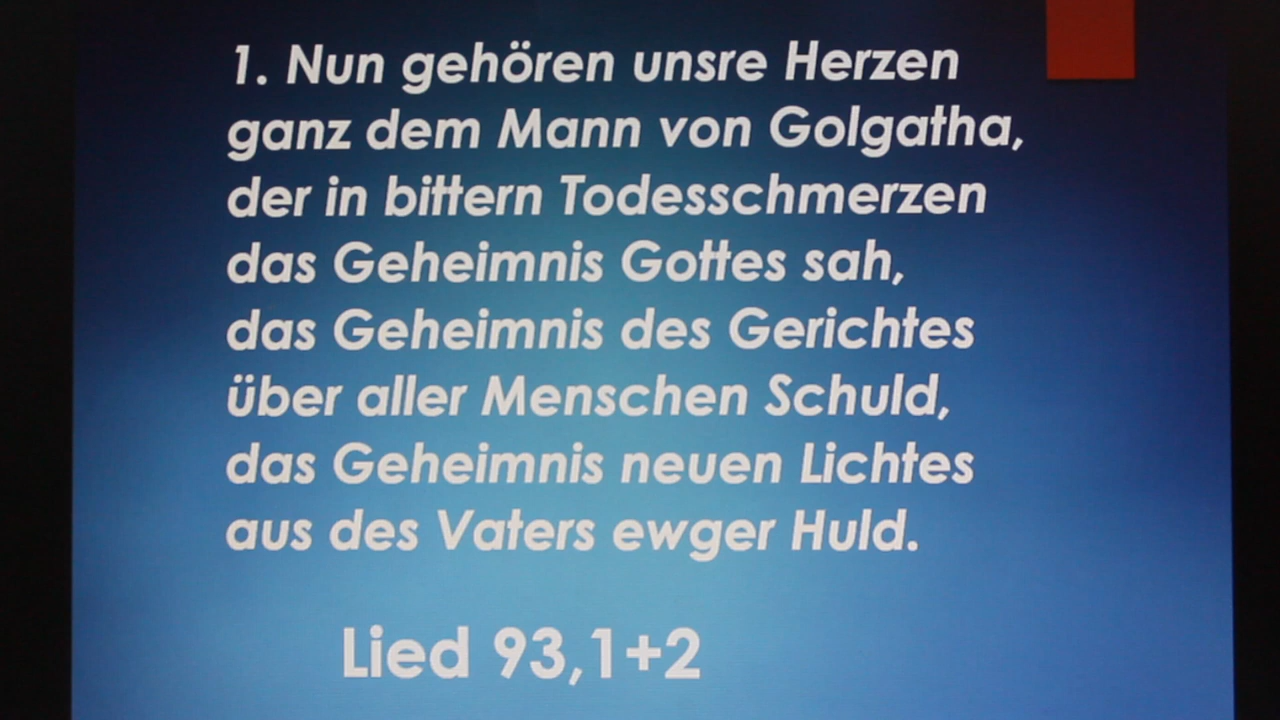 1. Nun gehören unsre Herzen
ganz dem Mann von Golgatha,
der in bittern Todesschmerzen
das Geheimnis Gottes sah,
das Geheimnis des Gerichtes
über aller Menschen Schuld,
das Geheimnis neuen Lichtes
aus des Vaters ewger Huld.
Lied 93,1+2